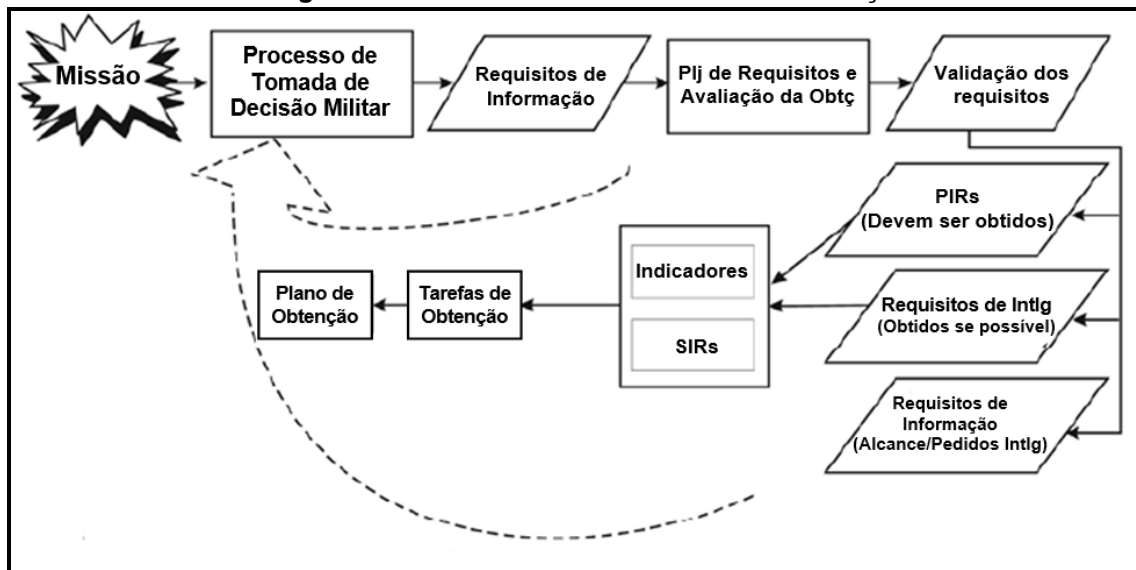 Missão
Processo de
Tomada de
Decisão Militar
Requisitos de
Informação
Plj de Requisitos e
Avaliação da Obtç
Validação dos
requisitos
PIRs
(Devem ser obtidos)
Indicadores
SIRs
Requisitos de Intlg
(Obtidos se possível)
Tarefas de
Obtenção
Plano de
Obtenção
Requisitos de
Informação
(Alcance/Pedidos Intlg)